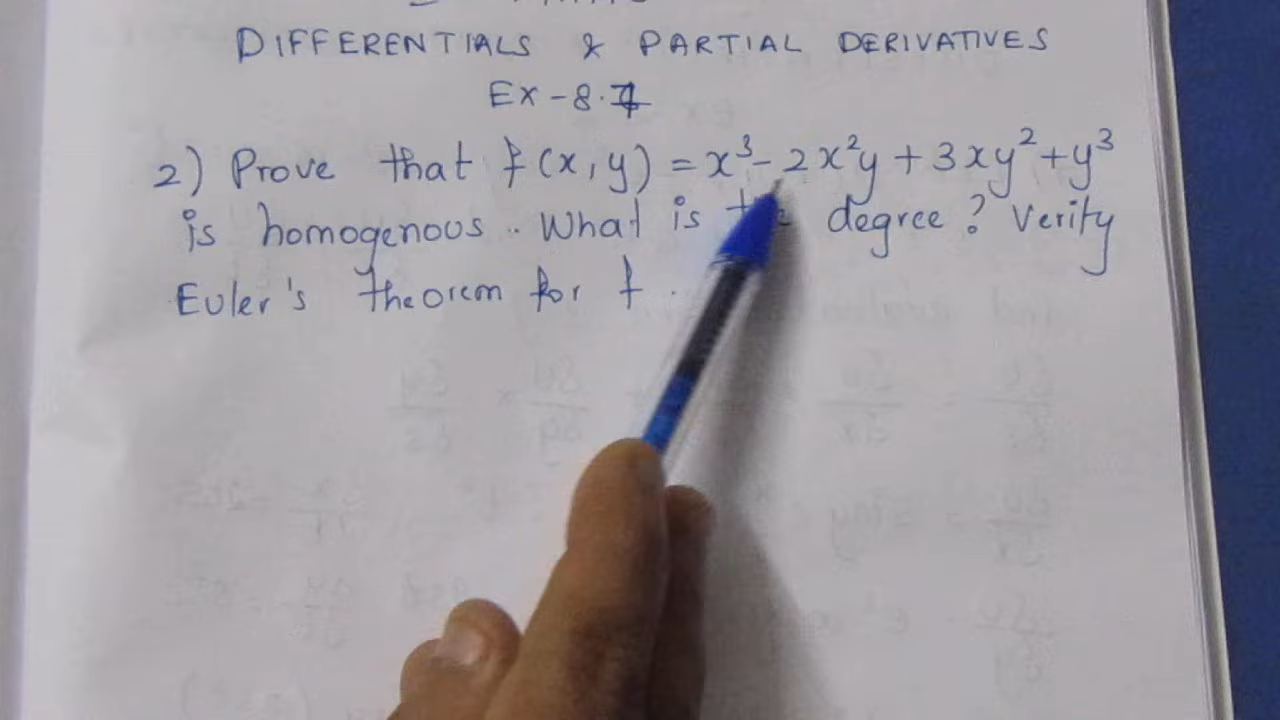 DIFFERENTIALS & PARTIAL DERIVATIVES
EX - 8.7
2) Prove that f(x,y) = x³ - 2x²y + 3xy² + y³
is homogenous. What is the degree? Verify
Euler's theorem for f.